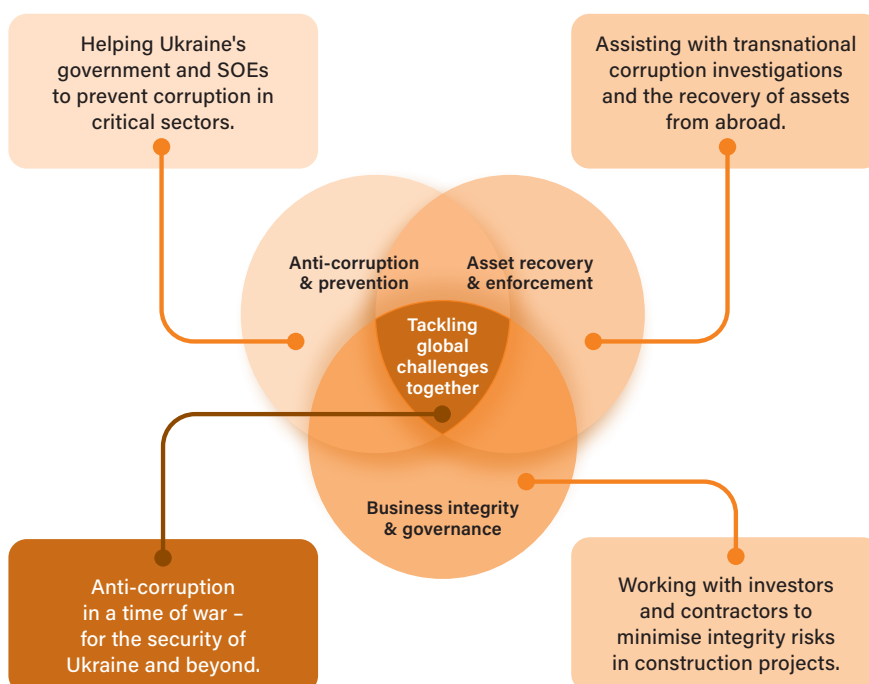 Helping Ukraine's
government and SOEs
to prevent corruption in
critical sectors.
Assisting with transnational
corruption investigations
and the recovery of assets
from abroad.
Anti-corruption
& prevention
Asset recovery
& enforcement
Tackling
global
challenges
together
Business integrity
& governance
Anti-corruption
in a time of war –
for the security of
Ukraine and beyond.
Working with investors
and contractors to
minimise integrity risks
in construction projects.